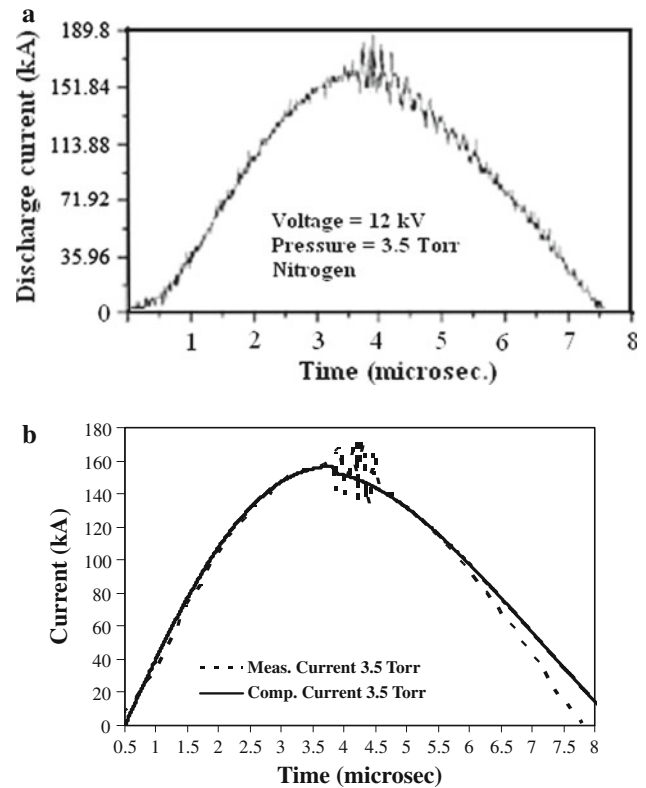 a
Discharge current (kA)
189.8
151.84
113.88
71.92
35.96
0
Voltage = 12 kV
Pressure = 3.5 Torr
Nitrogen
1 2 3 4 5 6 7 8
Time (microsec.)
b
Current (kA)
180
160
140
120
100
80
60
40
20
0
Meas. Current 3.5 Torr
Comp. Current 3.5 Torr
0.5 1 1.5 2 2.5 3 3.5 4 4.5 5 5.5 6 6.5 7 7.5 8
Time (microsec)